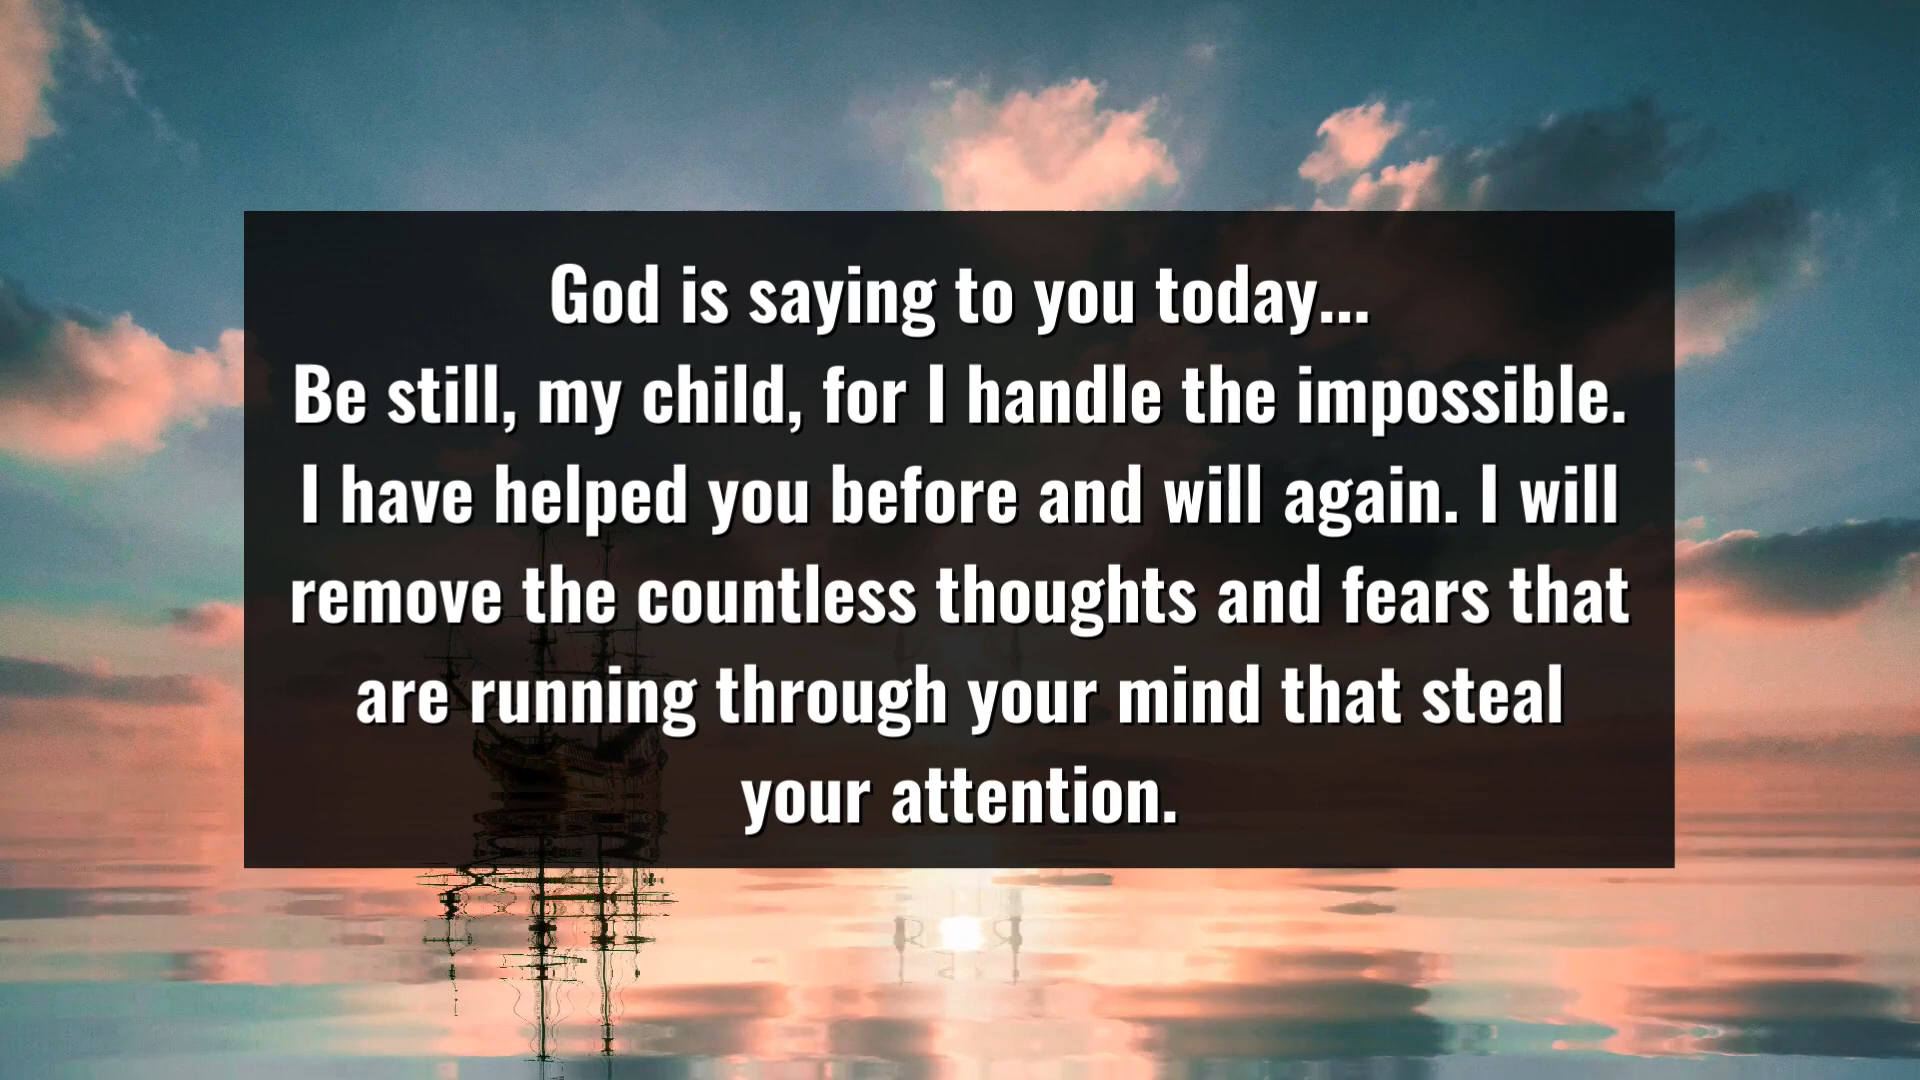 God is saying to you today...
Be still, my child, for I handle the impossible.
I have helped you before and will again. I will
remove the countless thoughts and fears that
are running through your mind that steal
your attention.